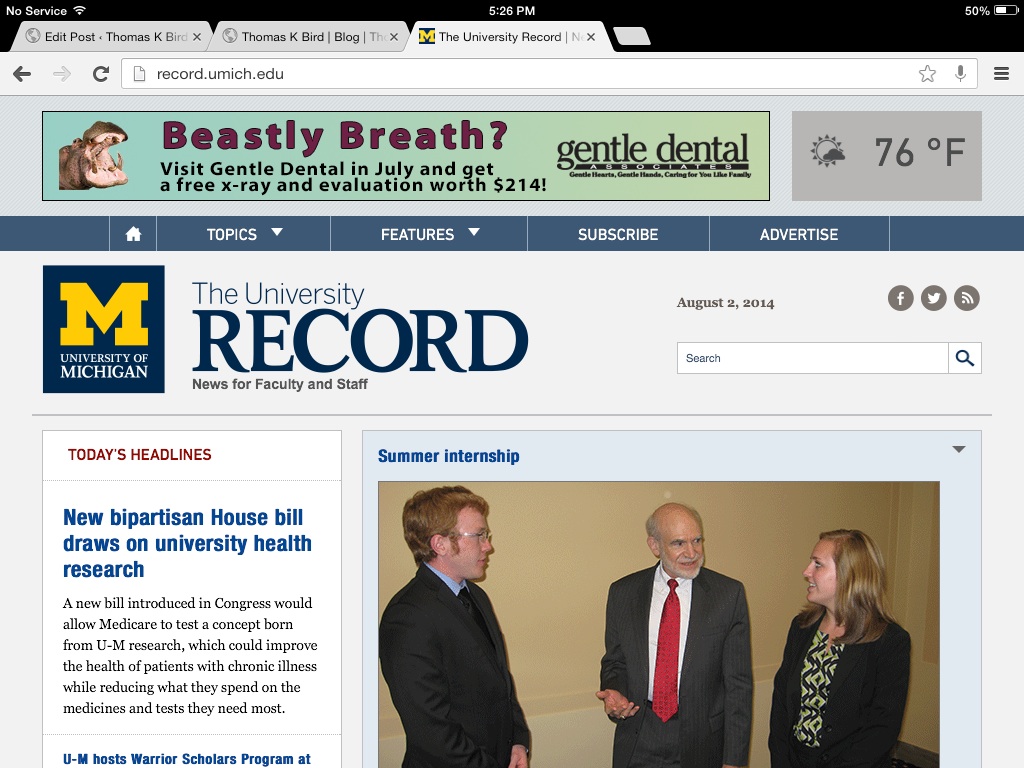 No Service 5:26 PM 50%
Edit Post ‹ Thomas K Bird Thomas K Bird | Blog | Th The University Record | N
record.umich.edu
Beastly Breath?
Visit Gentle Dental in July and get
a free x-ray and evaluation worth $214!
gentle dental
ASSOCIATES
Gentle Hearts, Gentle Hands, Caring for You Like Family
76 °F
TOPICS FEATURES SUBSCRIBE ADVERTISE
M
UNIVERSITY OF
MICHIGAN
The University
RECORD
News for Faculty and Staff
August 2, 2014
Search
TODAY'S HEADLINES
New bipartisan House bill
draws on university health
research
A new bill introduced in Congress would
allow Medicare to test a concept born
from U-M research, which could improve
the health of patients with chronic illness
while reducing what they spend on the
medicines and tests they need most.
U-M hosts Warrior Scholars Program at
Summer internship